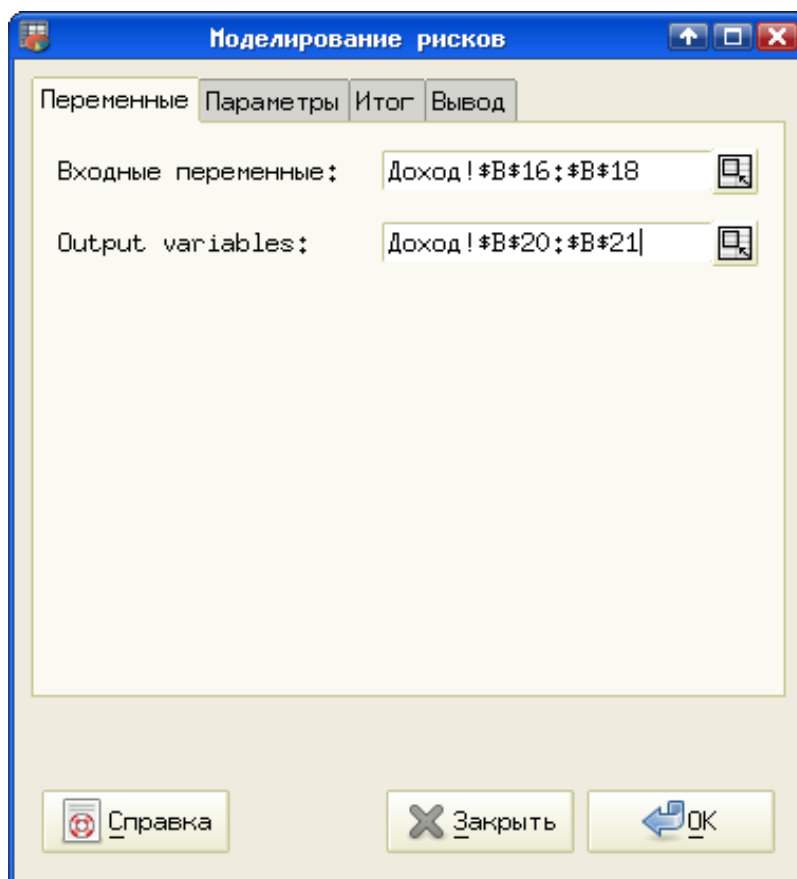 Моделирование рисков
Переменные Параметры Итог Вывод
Входные переменные: Доход!$B$16:$B$18
Output variables: Доход!$B$20:$B$21
Справка Закрыть OK